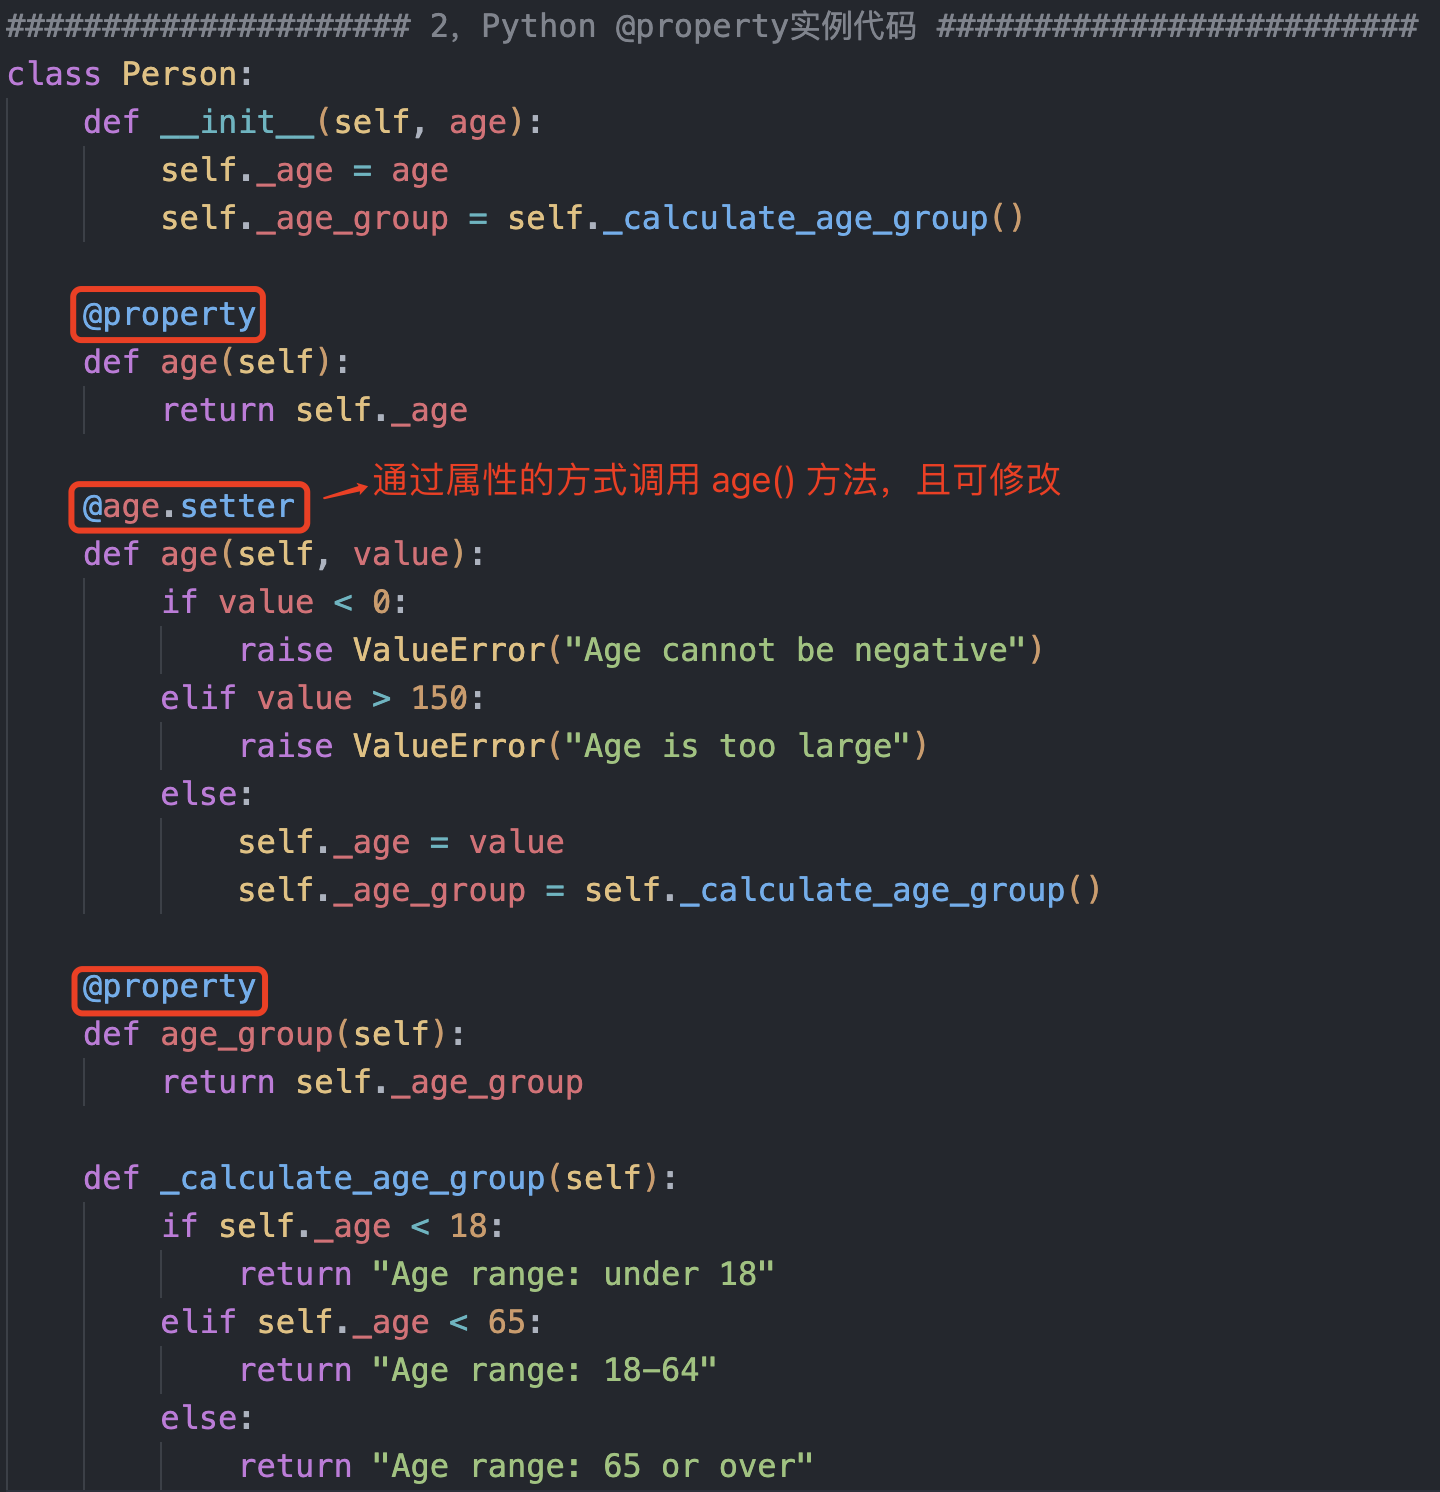 ##################### 2, Python @property实例代码 #########################
class Person:
    def __init__(self, age):
        self._age = age
        self._age_group = self._calculate_age_group()
    @property
    def age(self):
        return self._age
    @age.setter 通过属性的方式调用 age() 方法，且可修改
    def age(self, value):
        if value < 0:
            raise ValueError("Age cannot be negative")
        elif value > 150:
            raise ValueError("Age is too large")
        else:
            self._age = value
            self._age_group = self._calculate_age_group()
    @property
    def age_group(self):
        return self._age_group
    def _calculate_age_group(self):
        if self._age < 18:
            return "Age range: under 18"
        elif self._age < 65:
            return "Age range: 18-64"
        else:
            return "Age range: 65 or over"